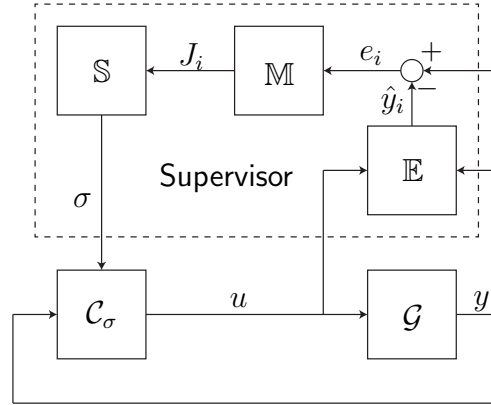 𝕊 J_i 𝕄 e_i +
−
ŷ_i
Supervisor 𝔼
σ
𝒞_σ u 𝒢 y